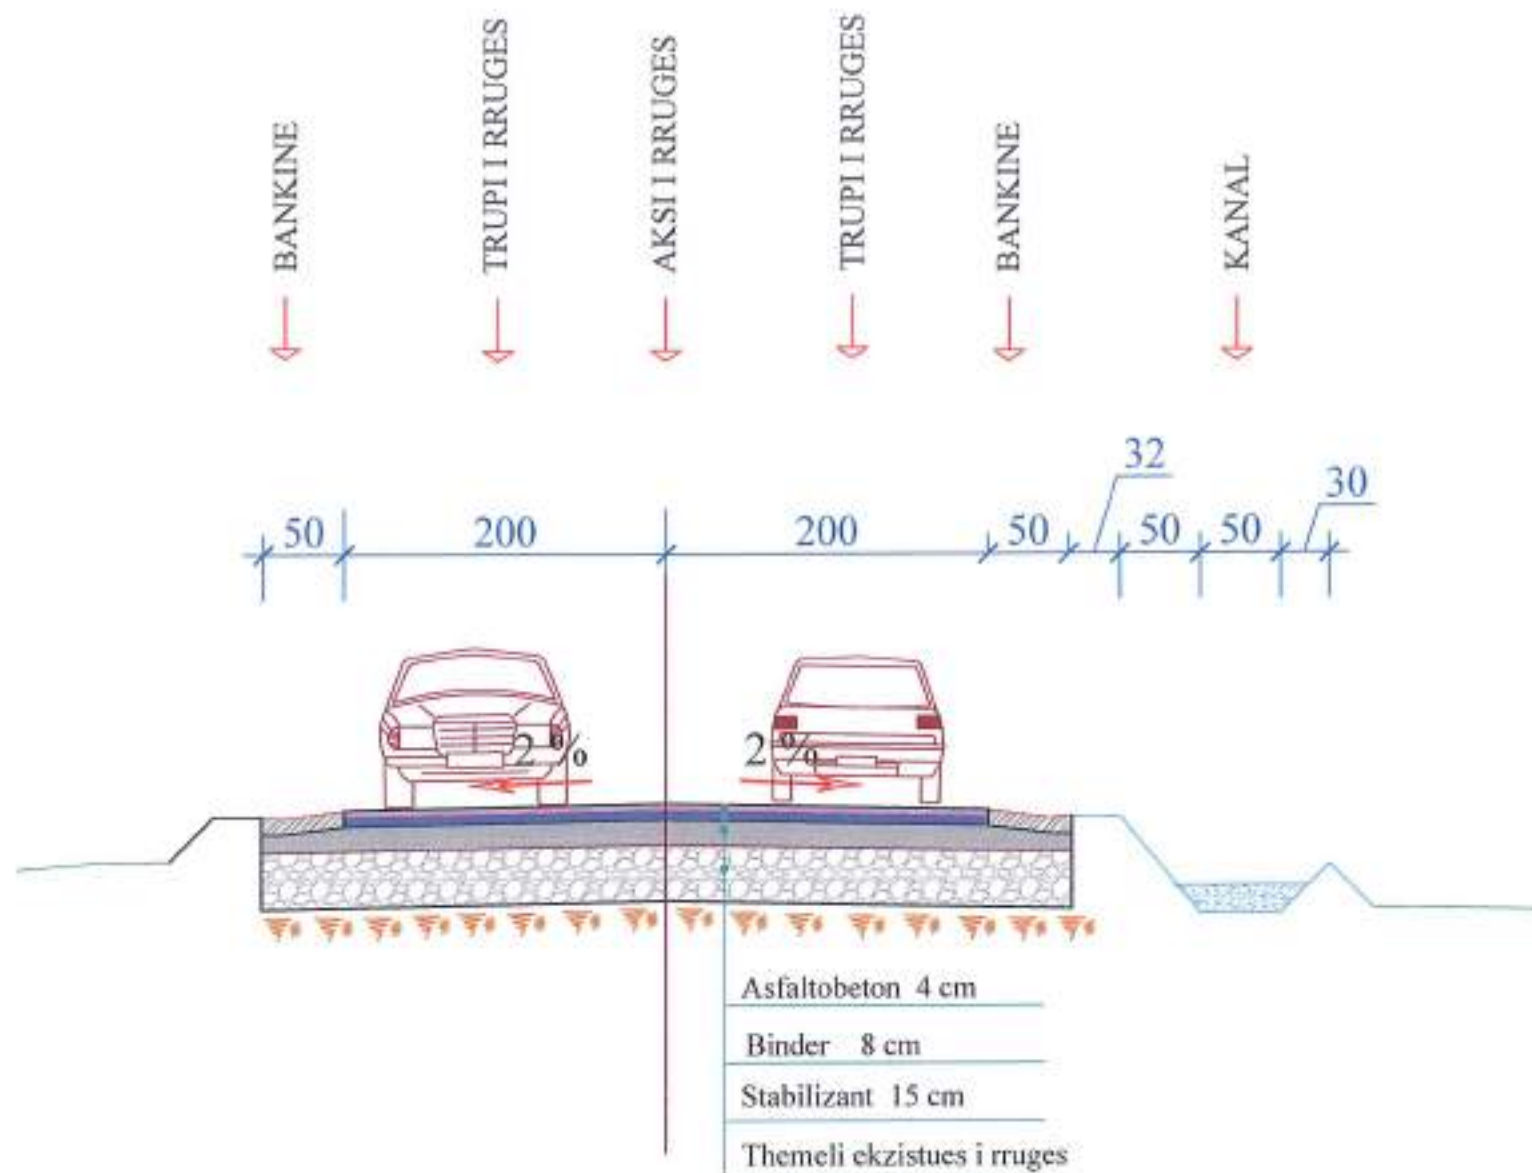 BANKINE
TRUPI I RRUGES
AKSI I RRUGES
TRUPI I RRUGES
BANKINE
KANAL
32
30
50
200
200
50
50
50
2 %
2 %
Asfaltobeton 4 cm
Binder 8 cm
Stabilizant 15 cm
Themeli ekzistues i rruges